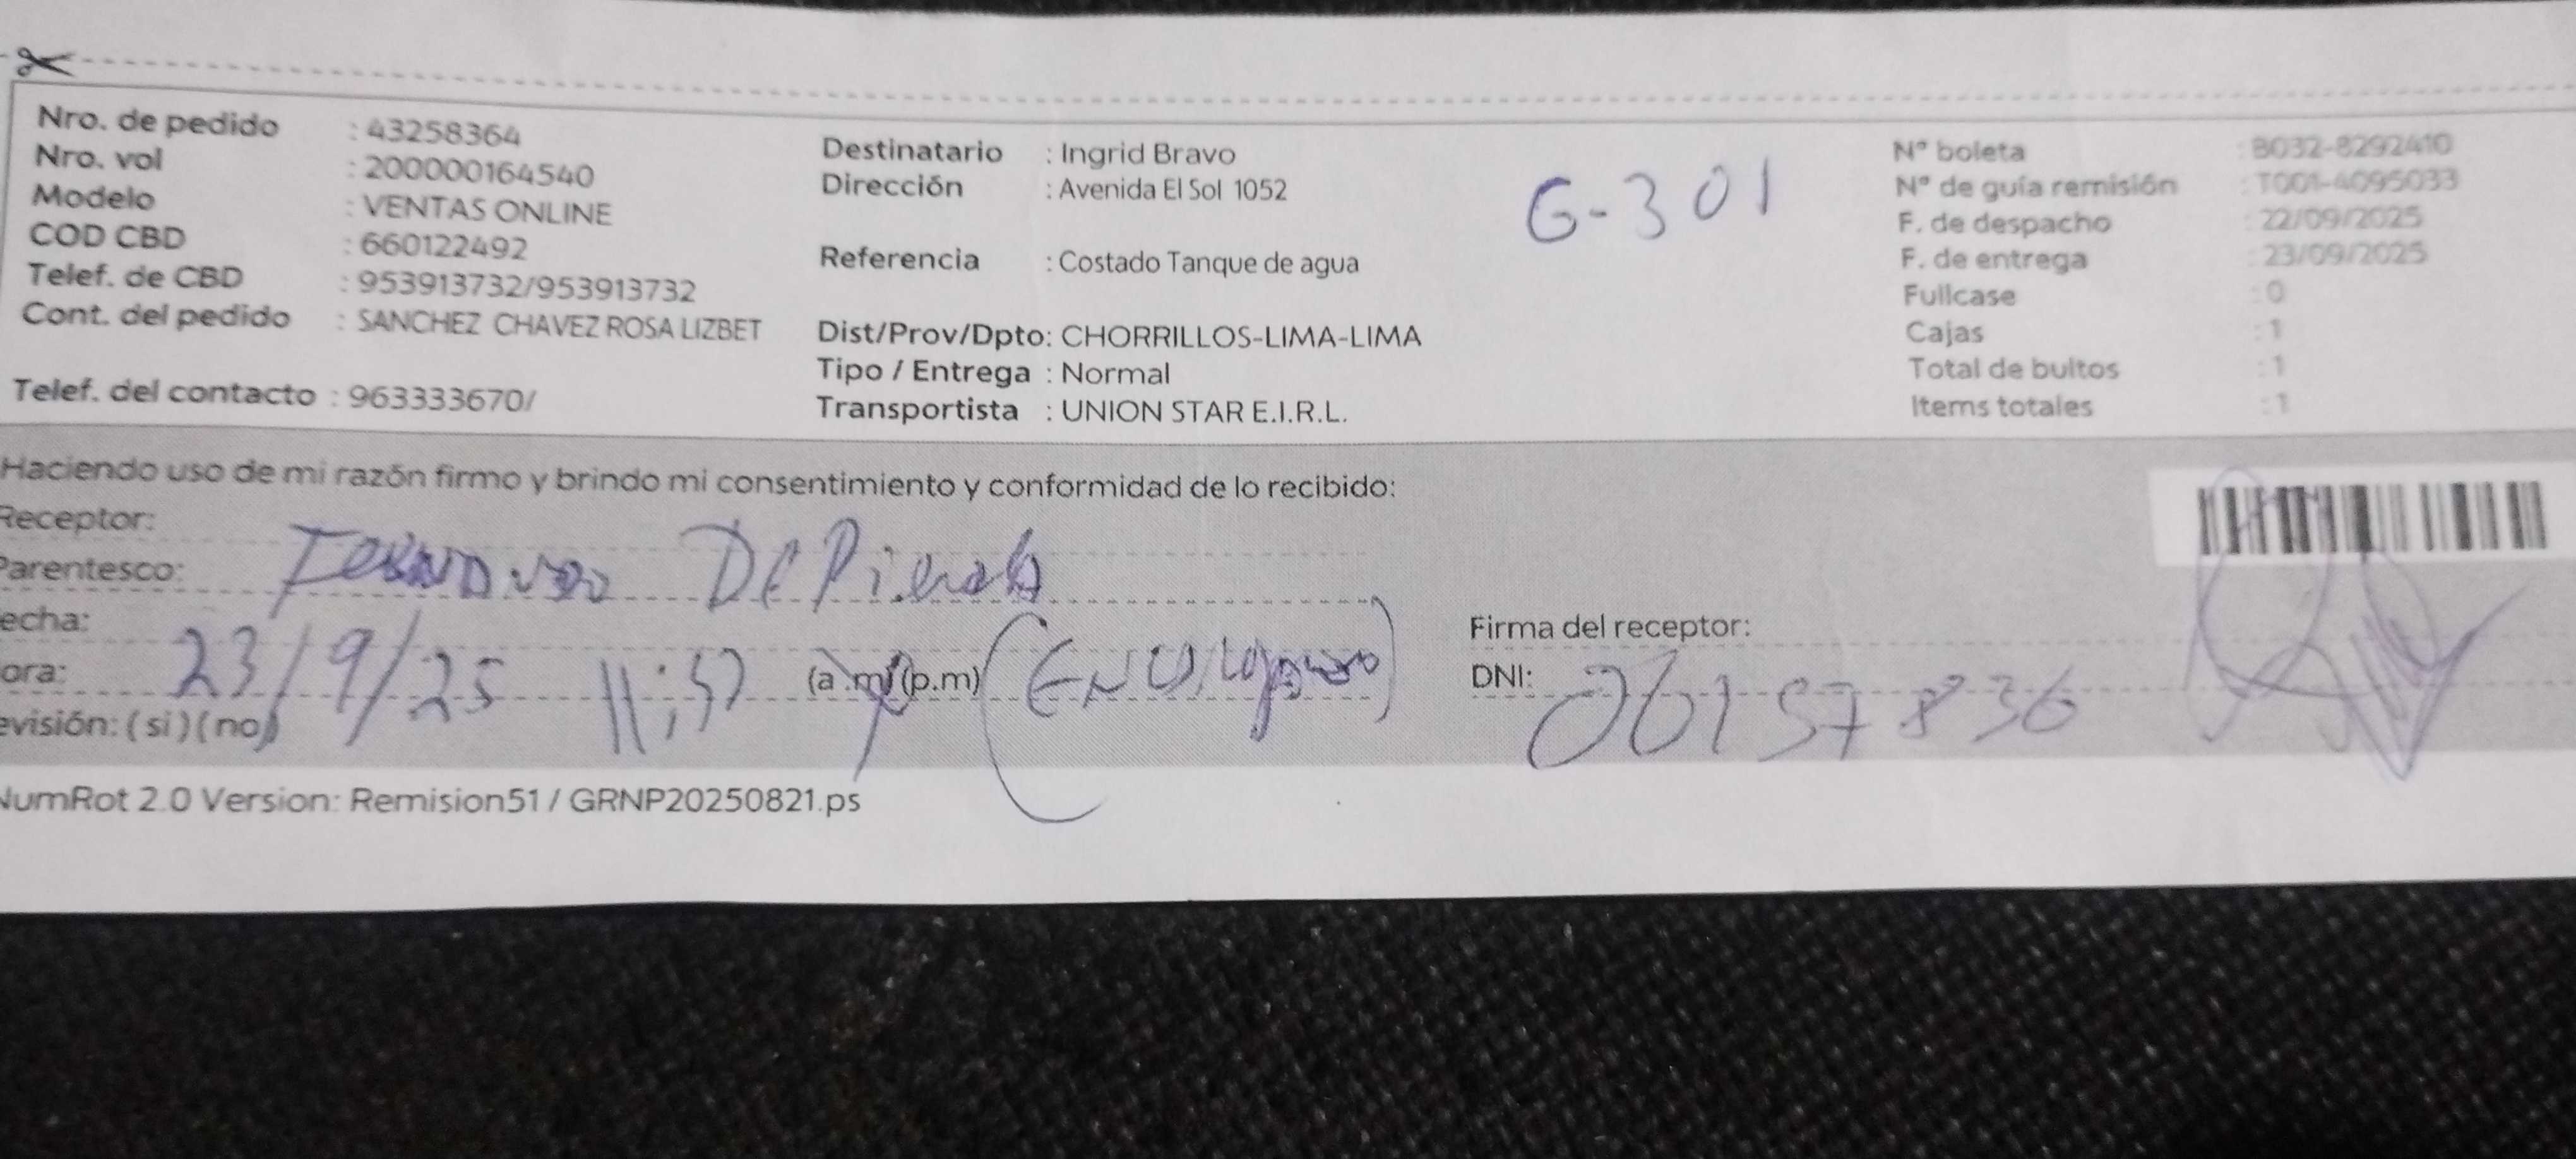 Nro. de pedido : 43258364
Nro. vol : 200000164540
Modelo : VENTAS ONLINE
COD CBD : 660122492
Telef. de CBD : 953913732/953913732
Cont. del pedido : SANCHEZ CHAVEZ ROSA LIZBET
Telef. del contacto : 963333670/
Destinatario : Ingrid Bravo
Dirección : Avenida El Sol 1052
Referencia : Costado Tanque de agua
Dist/Prov/Dpto: CHORRILLOS-LIMA-LIMA
Tipo / Entrega : Normal
Transportista : UNION STAR E.I.R.L.
G-301
N° boleta : B032-8292410
N° de guía remisión : T001-4095033
F. de despacho : 22/09/2025
F. de entrega : 23/09/2025
Fullcase : 0
Cajas : 1
Total de bultos : 1
Items totales : 1
Haciendo uso de mi razón firmo y brindo mi consentimiento y conformidad de lo recibido:
Receptor:
Parentesco: DE
echa: 23/9/25
ora: 11:57 (a.m)(p.m)
evisión: (si) (no)
Firma del receptor:
DNI: 06157836
NumRot 2.0 Version: Remision51 / GRNP20250821.ps